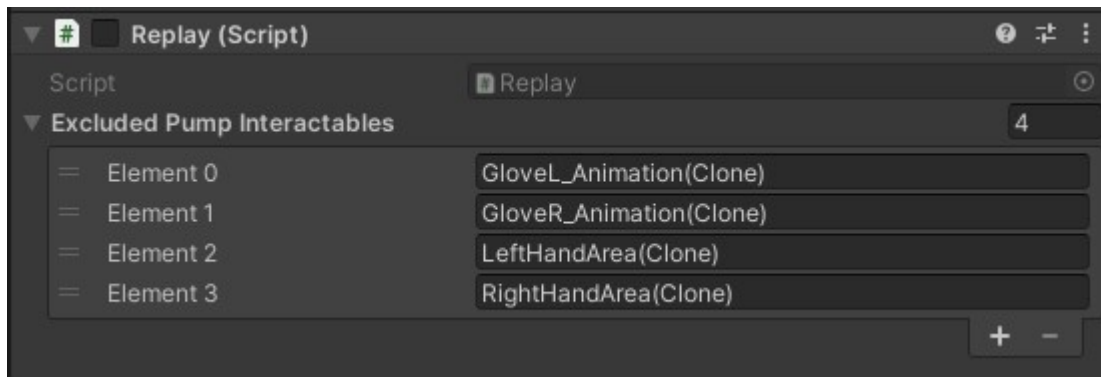 Replay (Script)
Script Replay
Excluded Pump Interactables 4
Element 0 GloveL_Animation(Clone)
Element 1 GloveR_Animation(Clone)
Element 2 LeftHandArea(Clone)
Element 3 RightHandArea(Clone)